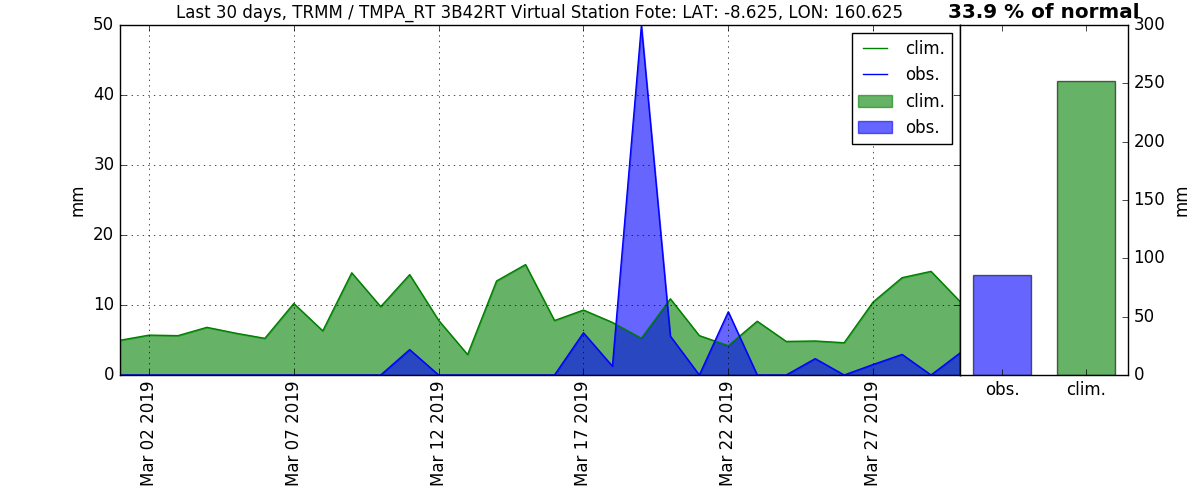 Last 30 days, TRMM / TMPA_RT 3B42RT Virtual Station Fote: LAT: -8.625, LON: 160.625
33.9 % of normal
50
40
30
20
10
0
mm
clim.
obs.
clim.
obs.
Mar 02 2019
Mar 07 2019
Mar 12 2019
Mar 17 2019
Mar 22 2019
Mar 27 2019
300
250
200
150
100
50
0
mm
obs.
clim.